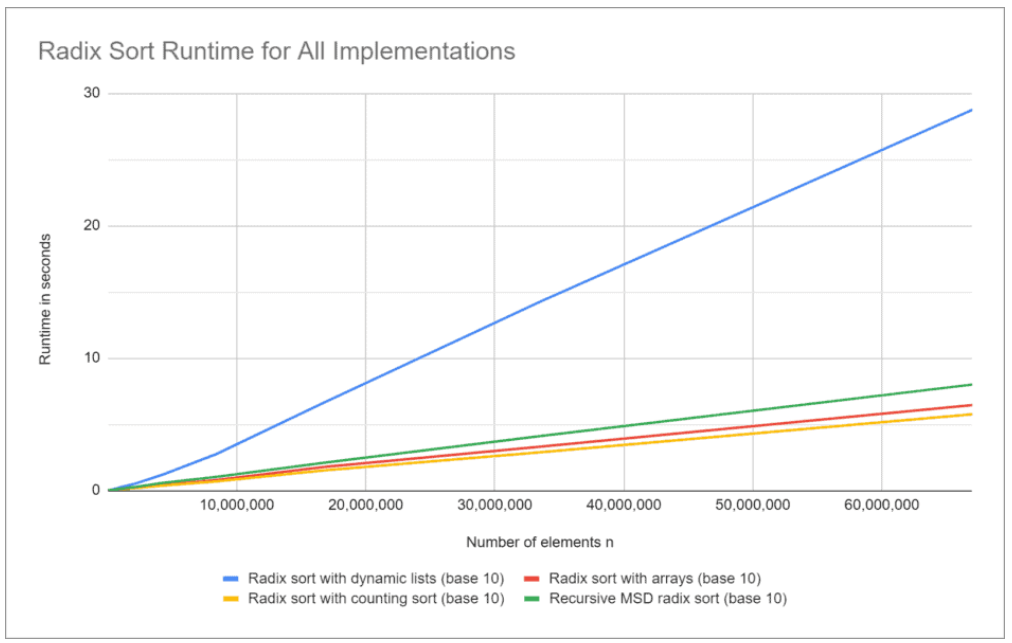 Radix Sort Runtime for All Implementations
30
20
10
0
Runtime in seconds
10,000,000 20,000,000 30,000,000 40,000,000 50,000,000 60,000,000
Number of elements n
Radix sort with dynamic lists (base 10) Radix sort with arrays (base 10)
Radix sort with counting sort (base 10) Recursive MSD radix sort (base 10)